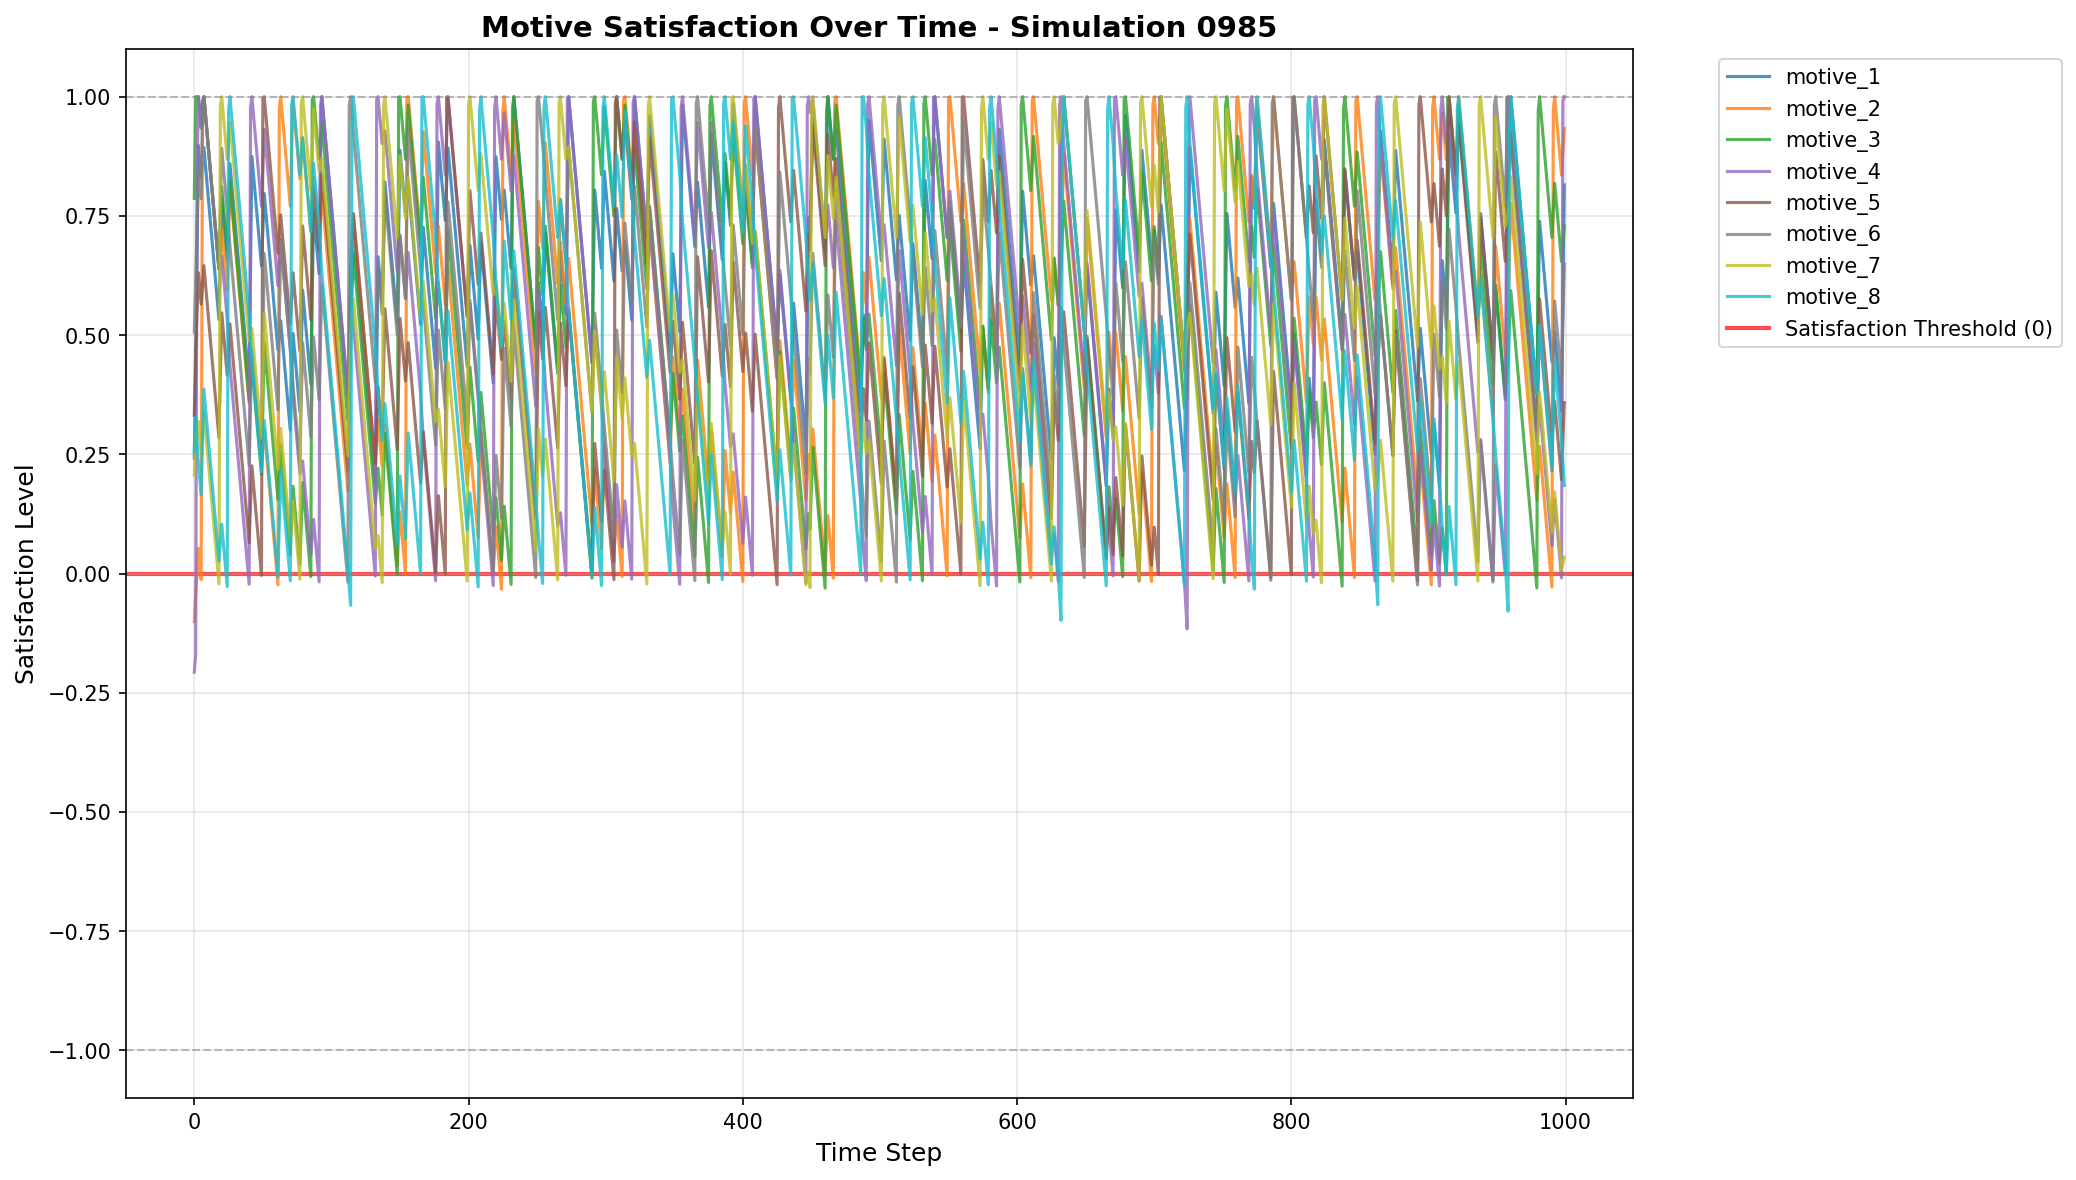 Motive Satisfaction Over Time - Simulation 0985
Satisfaction Level
1.00
0.75
0.50
0.25
0.00
−0.25
−0.50
−0.75
−1.00
0
200
400
600
800
1000
Time Step
motive_1
motive_2
motive_3
motive_4
motive_5
motive_6
motive_7
motive_8
Satisfaction Threshold (0)